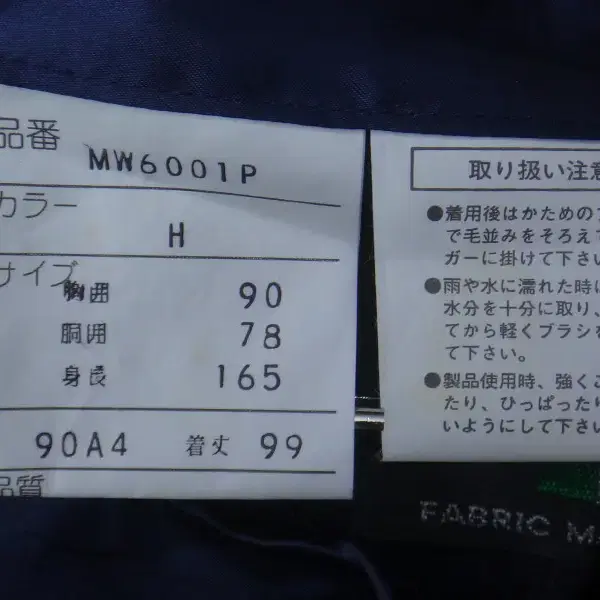 品番
MW6001P
カラー
H
サイズ
胸囲 90
胴囲 78
身長 165
90A4 着丈 99
品質
取り扱い注意
●着用後はかための
で毛並みをそろえ
ガーに掛けて下さい
●雨や水に濡れた時
水分を十分に取り、
てから軽くブラシ
て下さい。
●製品使用時、強く
たり、ひっぱった
いようにして下さい
FABRIC M